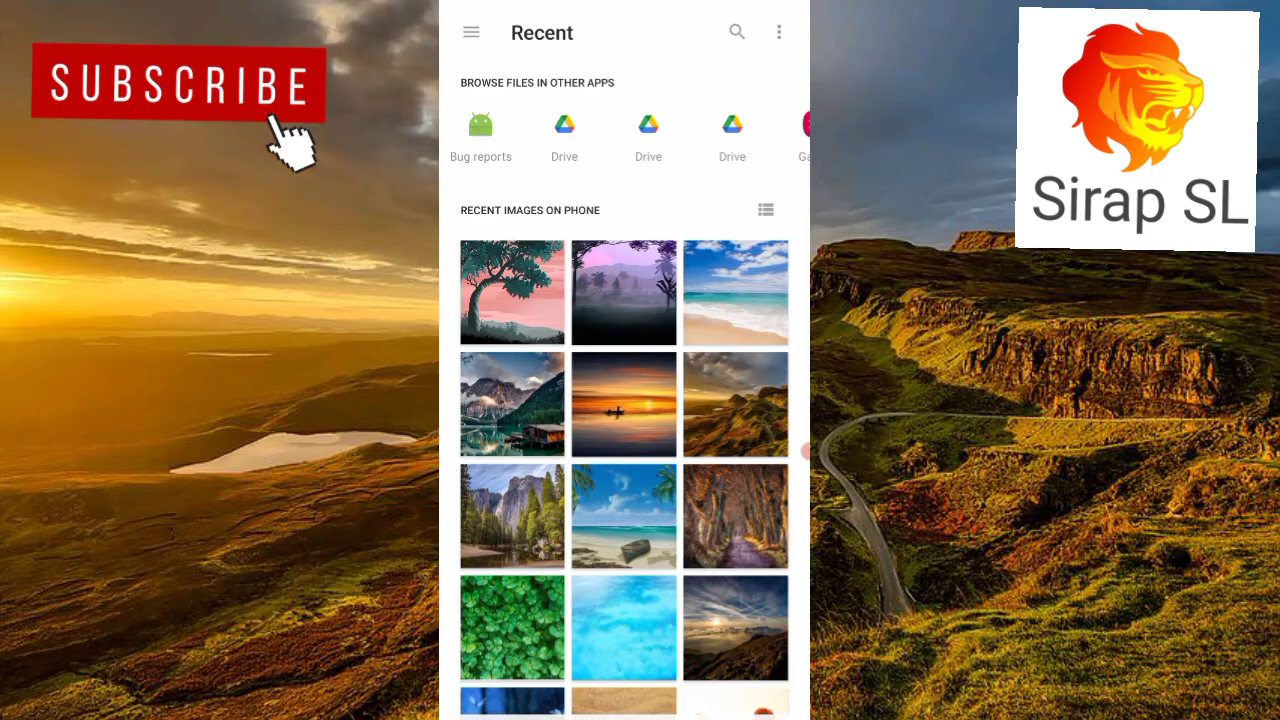 SUBSCRIBE
Recent
BROWSE FILES IN OTHER APPS
Bug reports
Drive
Drive
Drive
RECENT IMAGES ON PHONE
Sirap SL